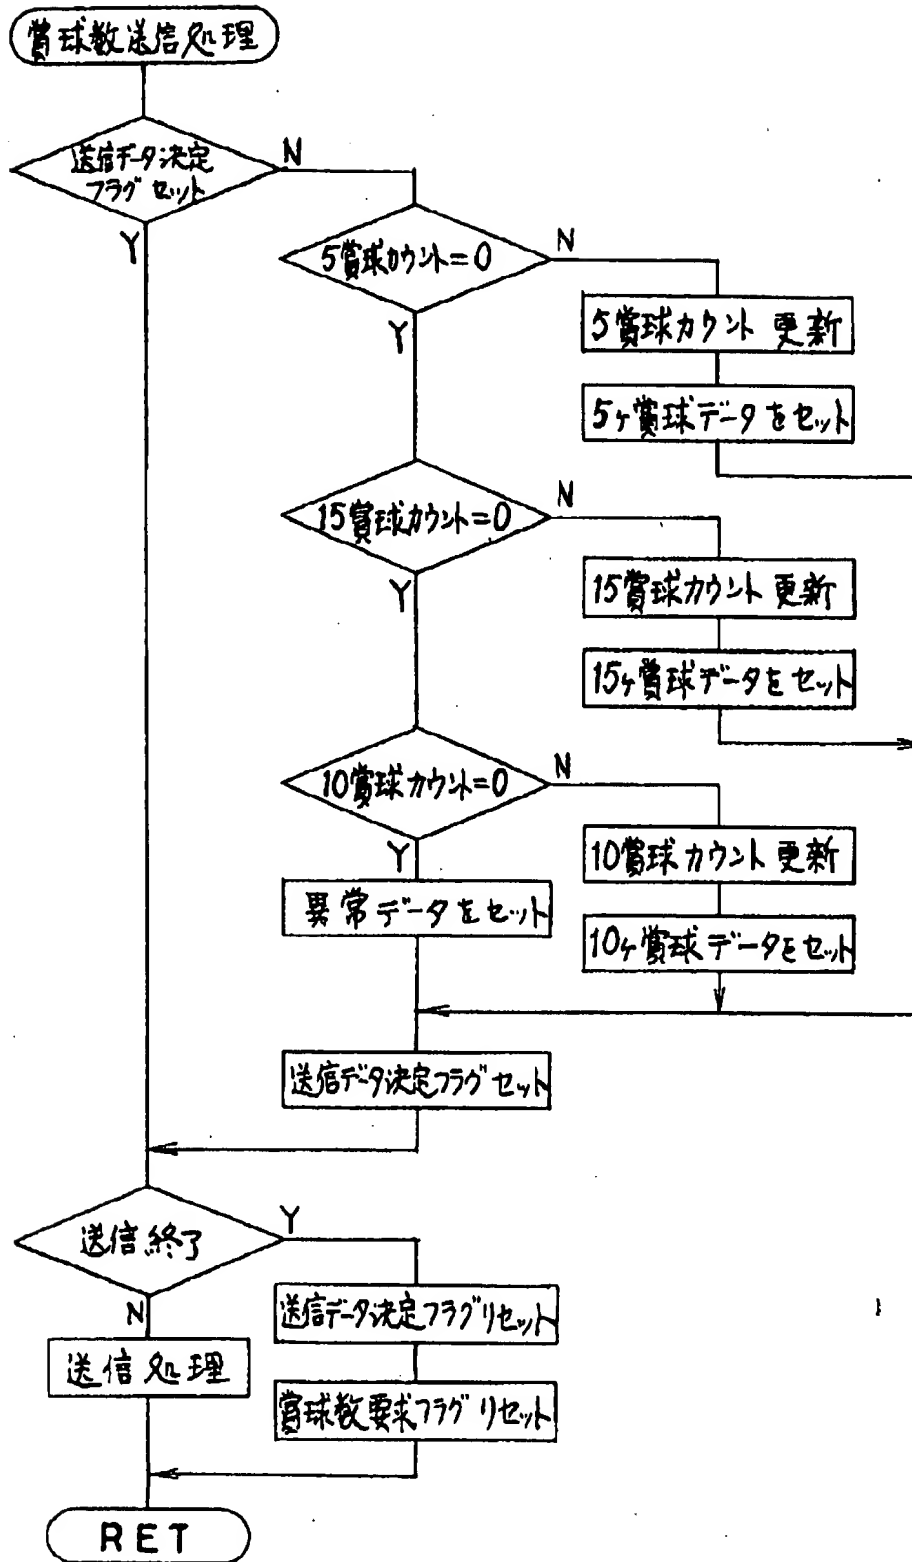 賞球数送信処理
送信データ決定
フラグ セット
N
Y
5賞球カウント=0
N
Y
5賞球カウント 更新
5ヶ賞球データをセット
15賞球カウント=0
N
Y
15賞球カウント 更新
15ヶ賞球データをセット
10賞球カウント=0
N
Y
10賞球カウント 更新
異常データをセット
10ヶ賞球データをセット
送信データ決定フラグ セット
送信終了
Y
N
送信データ決定フラグリセット
送信処理
賞球数要求フラグ リセット
RET